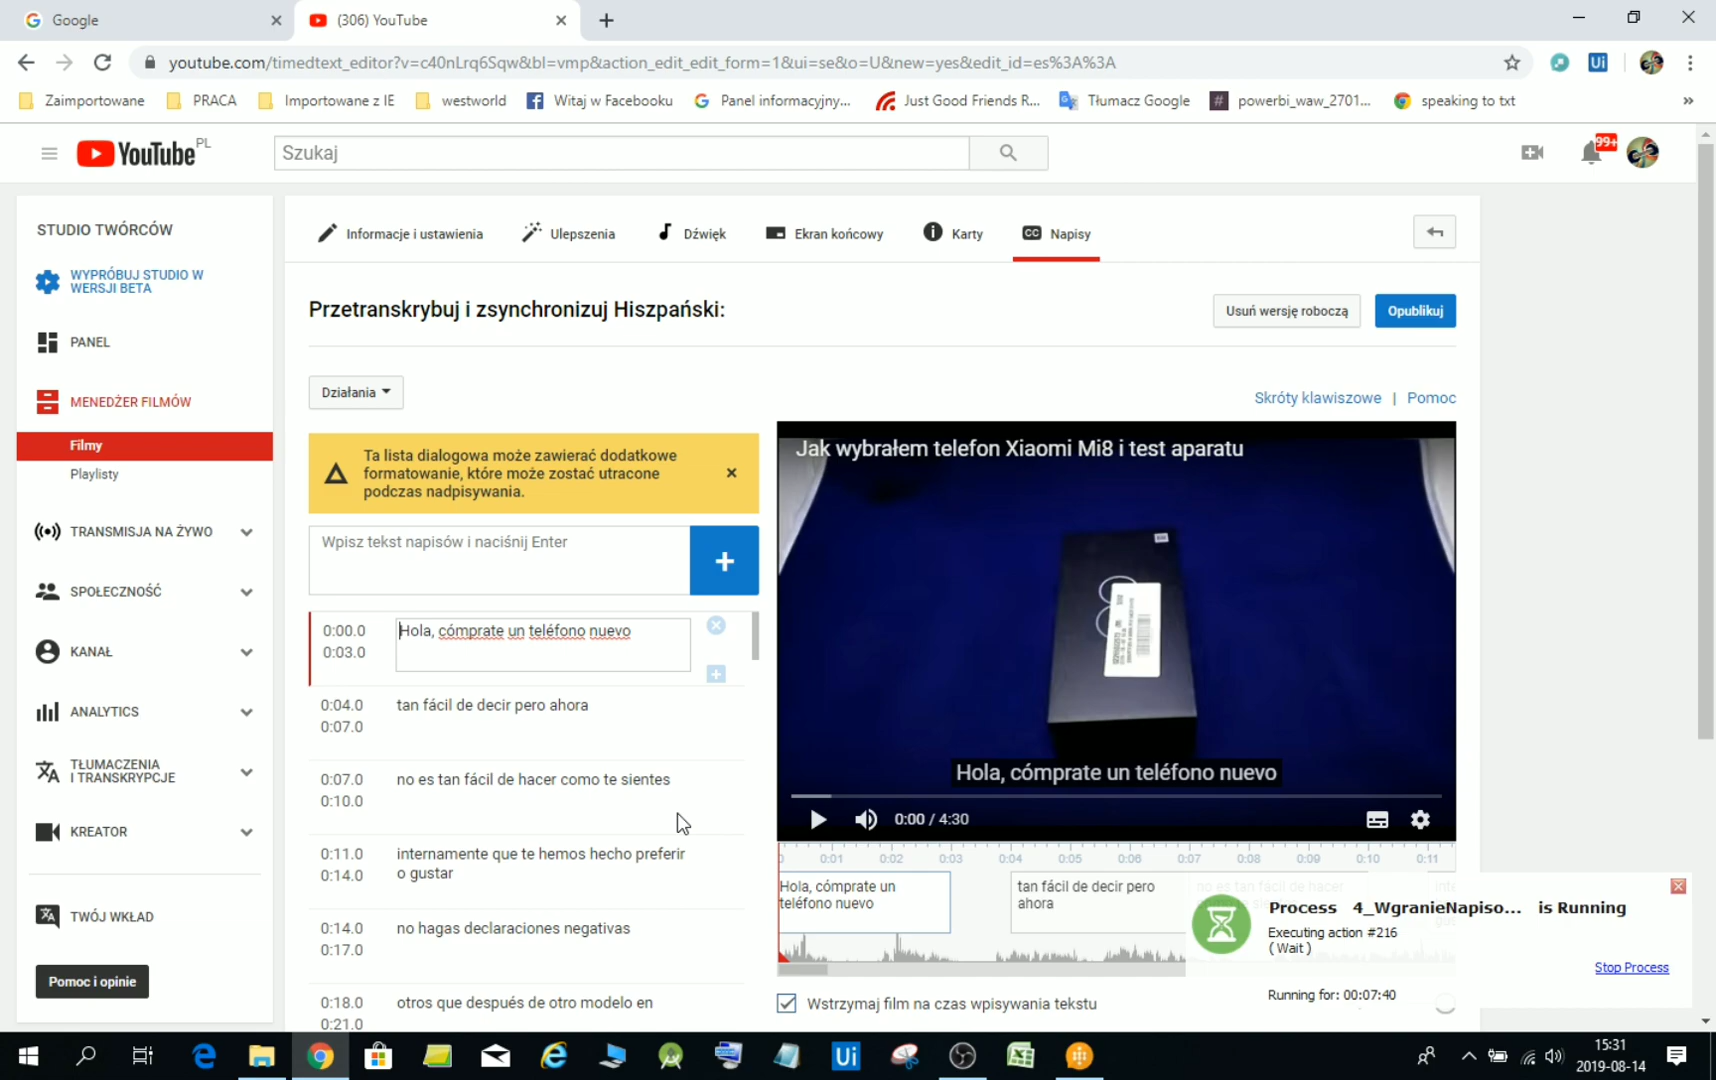 Google
(306) YouTube
youtube.com/timedtext_editor?v=c40nLrq6Sqw&bl=vmp&action_edit_edit_form=1&ui=se&o=U&new=yes&edit_id=es%3A%3A
Zaimportowane
PRACA
Importowane z IE
westworld
Witaj w Facebooku
Panel informacyjny...
Just Good Friends R...
Tłumacz Google
powerbi_waw_2701...
speaking to txt
YouTube PL
Szukaj
99+
STUDIO TWÓRCÓW
WYPRÓBUJ STUDIO W
WERSJI BETA
PANEL
MENEDŻER FILMÓW
Filmy
Playlisty
TRANSMISJA NA ŻYWO
SPOŁECZNOŚĆ
KANAŁ
ANALYTICS
TŁUMACZENIA
I TRANSKRYPCJE
KREATOR
TWÓJ WKŁAD
Pomoc i opinie
Informacje i ustawienia
Ulepszenia
Dźwięk
Ekran końcowy
Karty
CC Napisy
Przetranskrybuj i zsynchronizuj Hiszpański:
Usuń wersję roboczą
Opublikuj
Działania
Skróty klawiszowe | Pomoc
Ta lista dialogowa może zawierać dodatkowe
formatowanie, które może zostać utracone
podczas nadpisywania.
Wpisz tekst napisów i naciśnij Enter
0:00.0
0:03.0
Hola, cómprate un teléfono nuevo
0:04.0
0:07.0
tan fácil de decir pero ahora
0:07.0
0:10.0
no es tan fácil de hacer como te sientes
0:11.0
0:14.0
internamente que te hemos hecho preferir
o gustar
0:14.0
0:17.0
no hagas declaraciones negativas
0:18.0
0:21.0
otros que después de otro modelo en
Jak wybrałem telefon Xiaomi Mi8 i test aparatu
Hola, cómprate un teléfono nuevo
0:00 / 4:30
0:01 0:02 0:03 0:04 0:05 0:06 0:07 0:08 0:09 0:10 0:11
Hola, cómprate un
teléfono nuevo
tan fácil de decir pero
ahora
no es tan fácil de hacer
Wstrzymaj film na czas wpisywania tekstu
Process 4_WgranieNapiso... is Running
Executing action #216
(Wait)
Stop Process
Running for: 00:07:40
15:31
2019-08-14